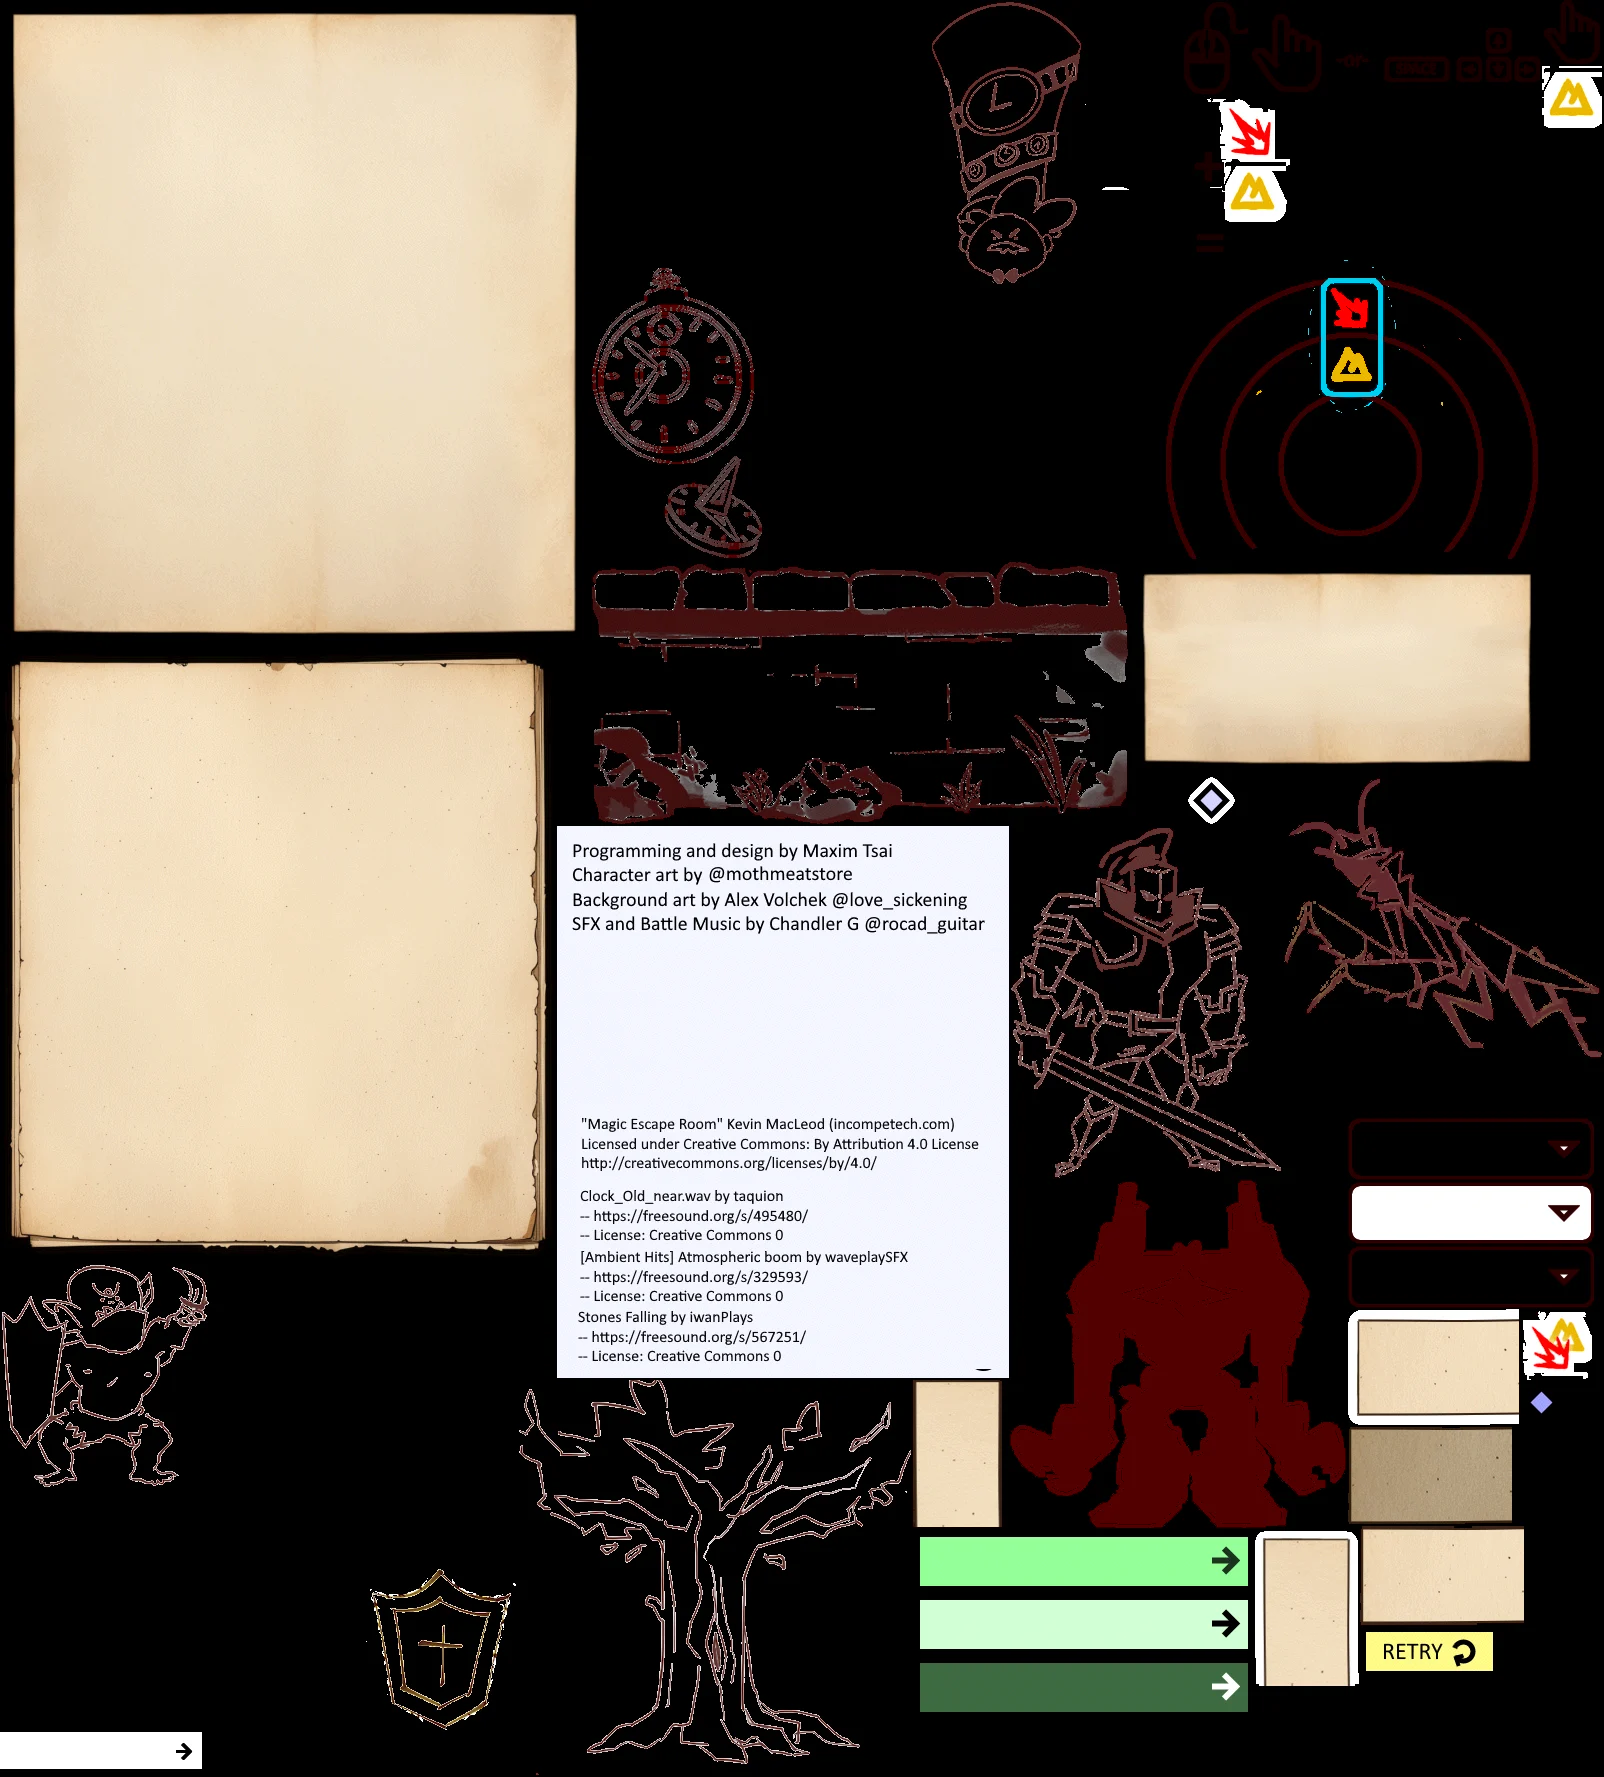 -or-
SPACE
Programming and design by Maxim Tsai
Character art by @mothmeatstore
Background art by Alex Volchek @love_sickening
SFX and Battle Music by Chandler G @rocad_guitar
"Magic Escape Room" Kevin MacLeod (incompetech.com)
Licensed under Creative Commons: By Attribution 4.0 License
http://creativecommons.org/licenses/by/4.0/
Clock_Old_near.wav by taquion
-- https://freesound.org/s/495480/
-- License: Creative Commons 0
[Ambient Hits] Atmospheric boom by waveplaySFX
-- https://freesound.org/s/329593/
-- License: Creative Commons 0
Stones Falling by iwanPlays
-- https://freesound.org/s/567251/
-- License: Creative Commons 0
RETRY